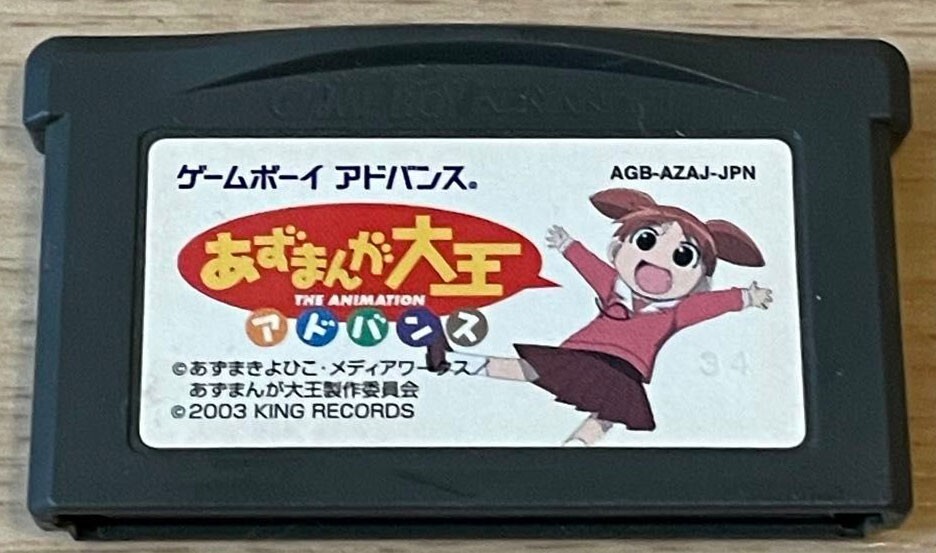 GAME BOY ADVANCE
ゲームボーイ アドバンス®
AGB-AZAJ-JPN
あずまんが大王
THE ANIMATION
アドバンス
©あずまきよひこ・メディアワークス/
あずまんが大王製作委員会
©2003 KING RECORDS
34